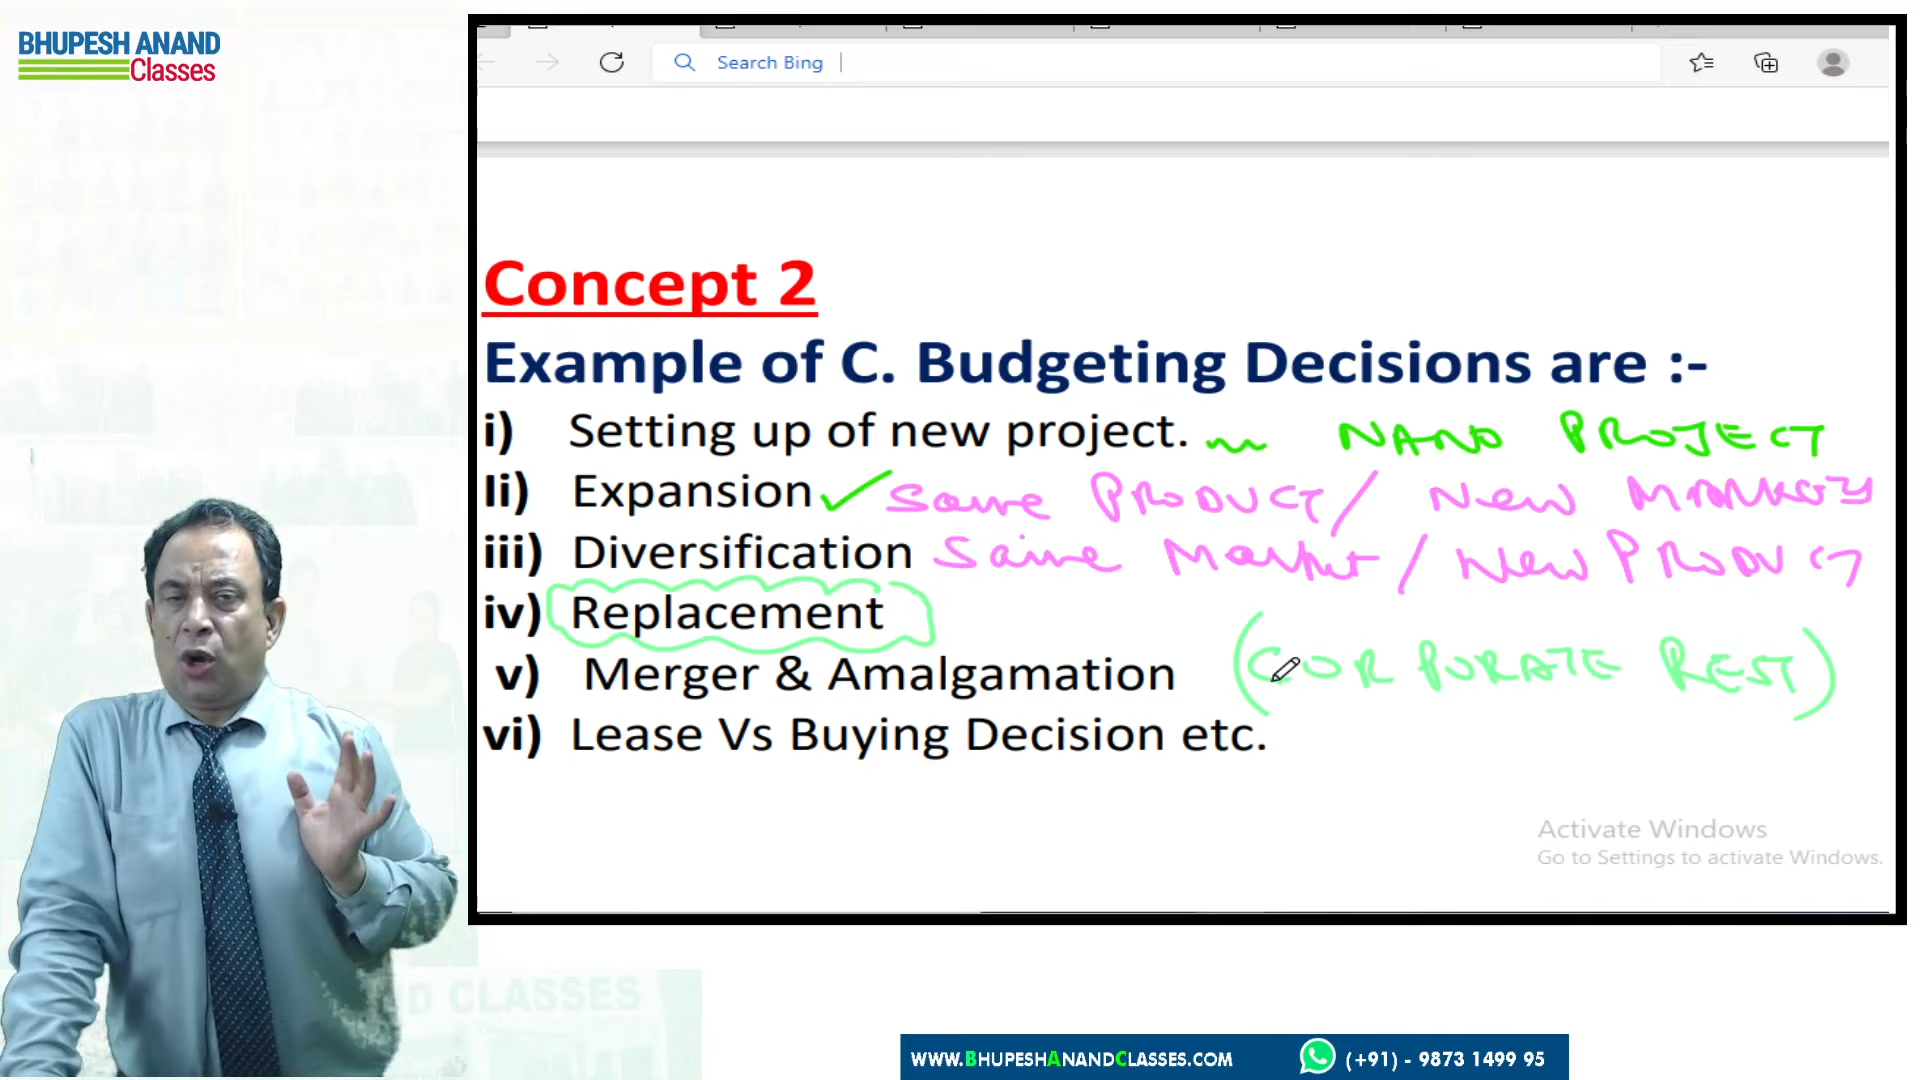 BHUPESH ANAND
Classes
Search Bing
Concept 2
Example of C. Budgeting Decisions are :-
i) Setting up of new project. NANO PROJECT
Ii) Expansion Same PRODUCT / New MARKET
iii) Diversification Same Market / New PRODUCT
iv) Replacement
v) Merger & Amalgamation (CORPORATE REST)
vi) Lease Vs Buying Decision etc.
Activate Windows
Go to Settings to activate Windows.
D CLASSES
WWW.BHUPESHANANDCLASSES.COM (+91) - 9873 1499 95